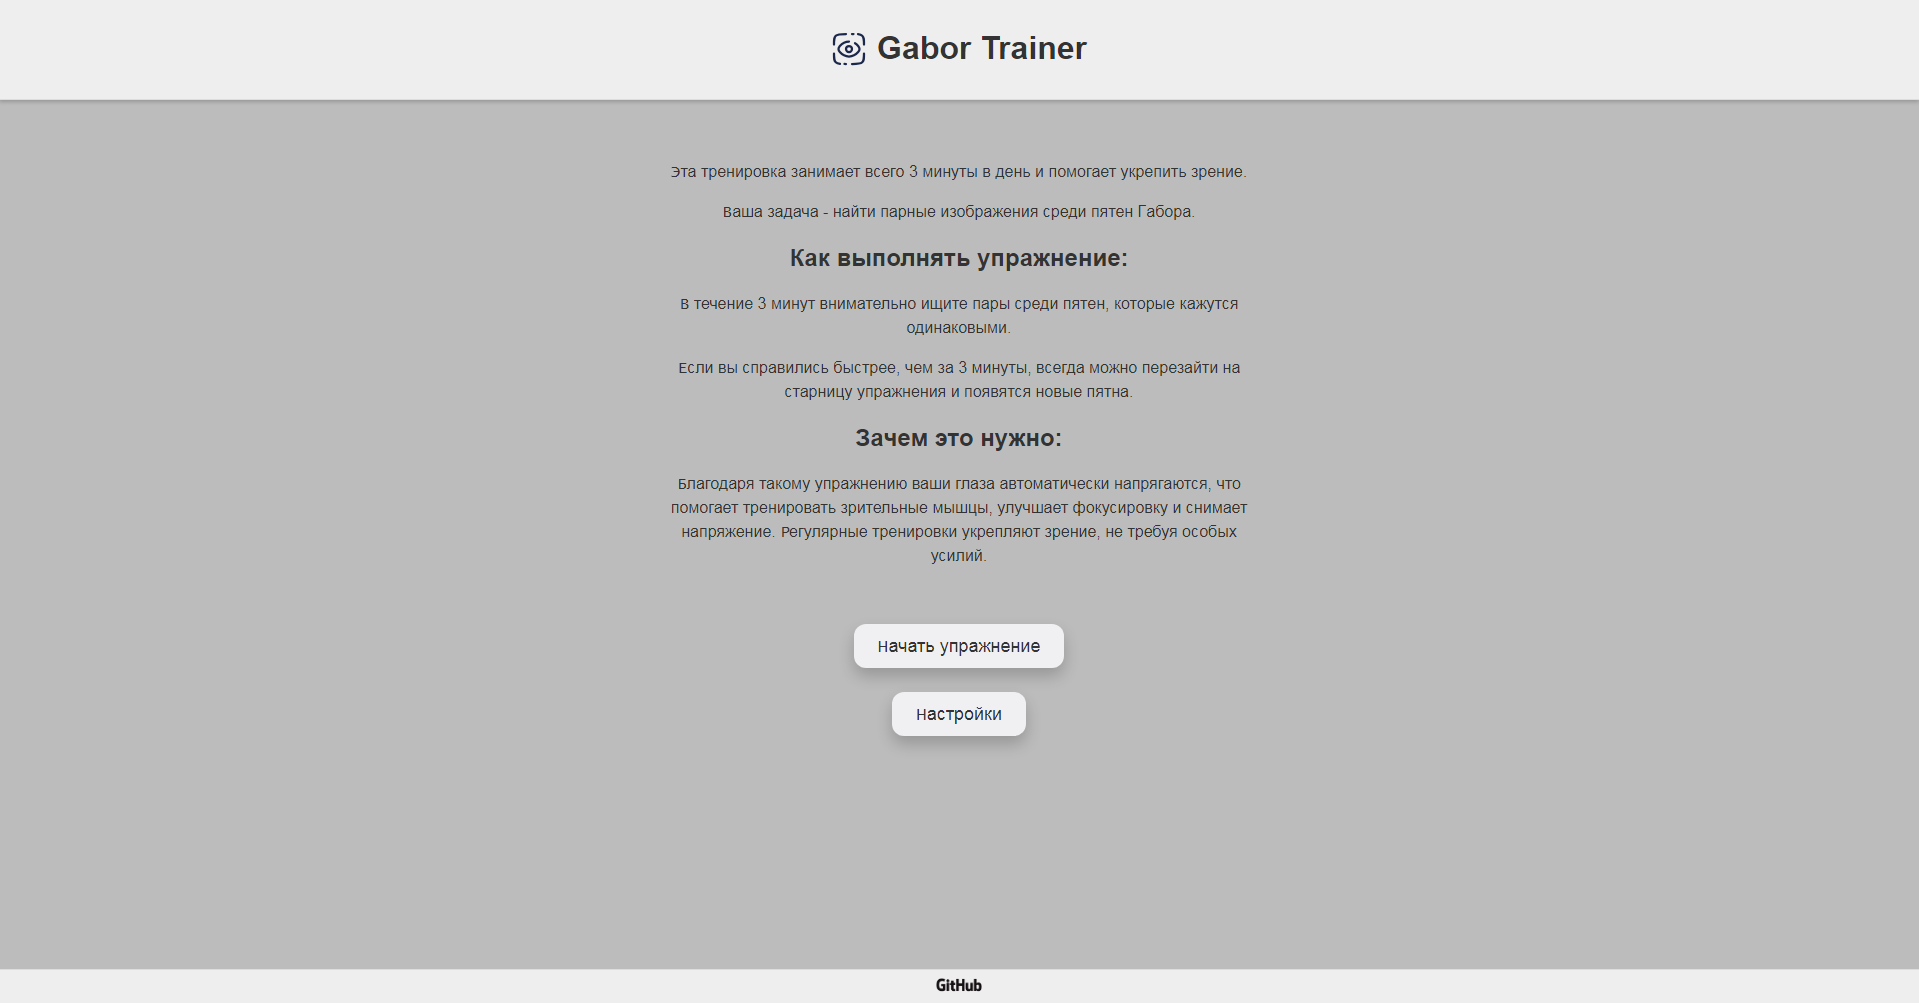 Gabor Trainer
Эта тренировка занимает всего 3 минуты в день и помогает укрепить зрение.
Ваша задача - найти парные изображения среди пятен Габора.
Как выполнять упражнение:
В течение 3 минут внимательно ищите пары среди пятен, которые кажутся
одинаковыми.
Если вы справились быстрее, чем за 3 минуты, всегда можно перезайти на
старницу упражнения и появятся новые пятна.
Зачем это нужно:
Благодаря такому упражнению ваши глаза автоматически напрягаются, что
помогает тренировать зрительные мышцы, улучшает фокусировку и снимает
напряжение. Регулярные тренировки укрепляют зрение, не требуя особых
усилий.
Начать упражнение
Настройки
GitHub